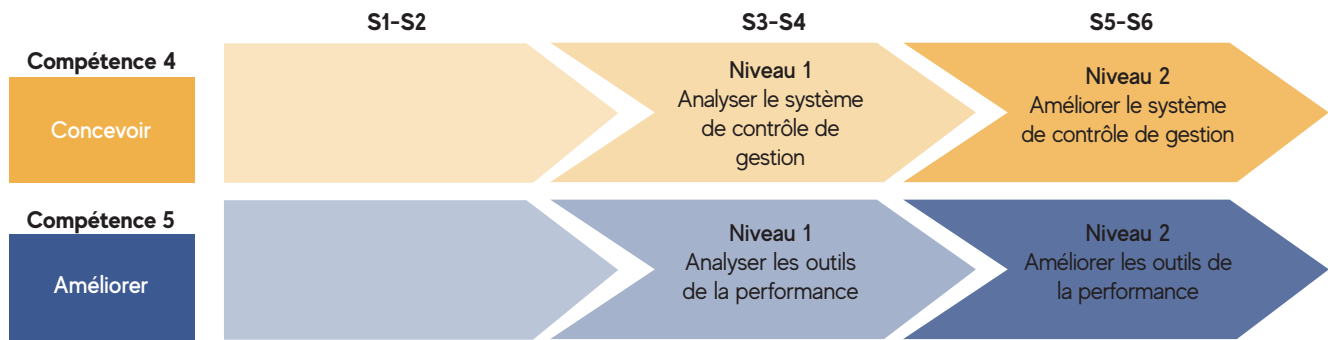 S1-S2
S3-S4
S5-S6
Compétence 4
Concevoir
Niveau 1
Analyser le système
de contrôle de
gestion
Niveau 2
Améliorer le système
de contrôle de gestion
Compétence 5
Améliorer
Niveau 1
Analyser les outils
de la performance
Niveau 2
Améliorer les outils de
la performance